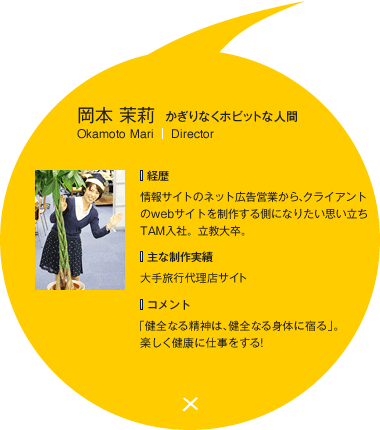 岡本 茉莉 かぎりなくホビットな人間
Okamoto Mari | Director
経歴
情報サイトのネット広告営業から、クライアント
のwebサイトを制作する側になりたい思い立ち
TAM入社。立教大卒。
主な制作実績
大手旅行代理店サイト
コメント
「健全なる精神は、健全なる身体に宿る」。
楽しく健康に仕事をする!